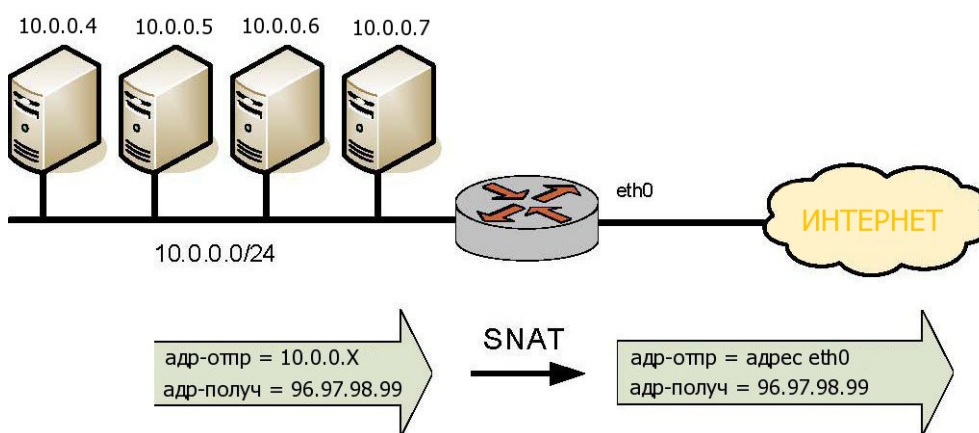 10.0.0.4
10.0.0.5
10.0.0.6
10.0.0.7
eth0
ИНТЕРНЕТ
10.0.0.0/24
адр-отпр = 10.0.0.X
адр-получ = 96.97.98.99
SNAT
адр-отпр = адрес eth0
адр-получ = 96.97.98.99